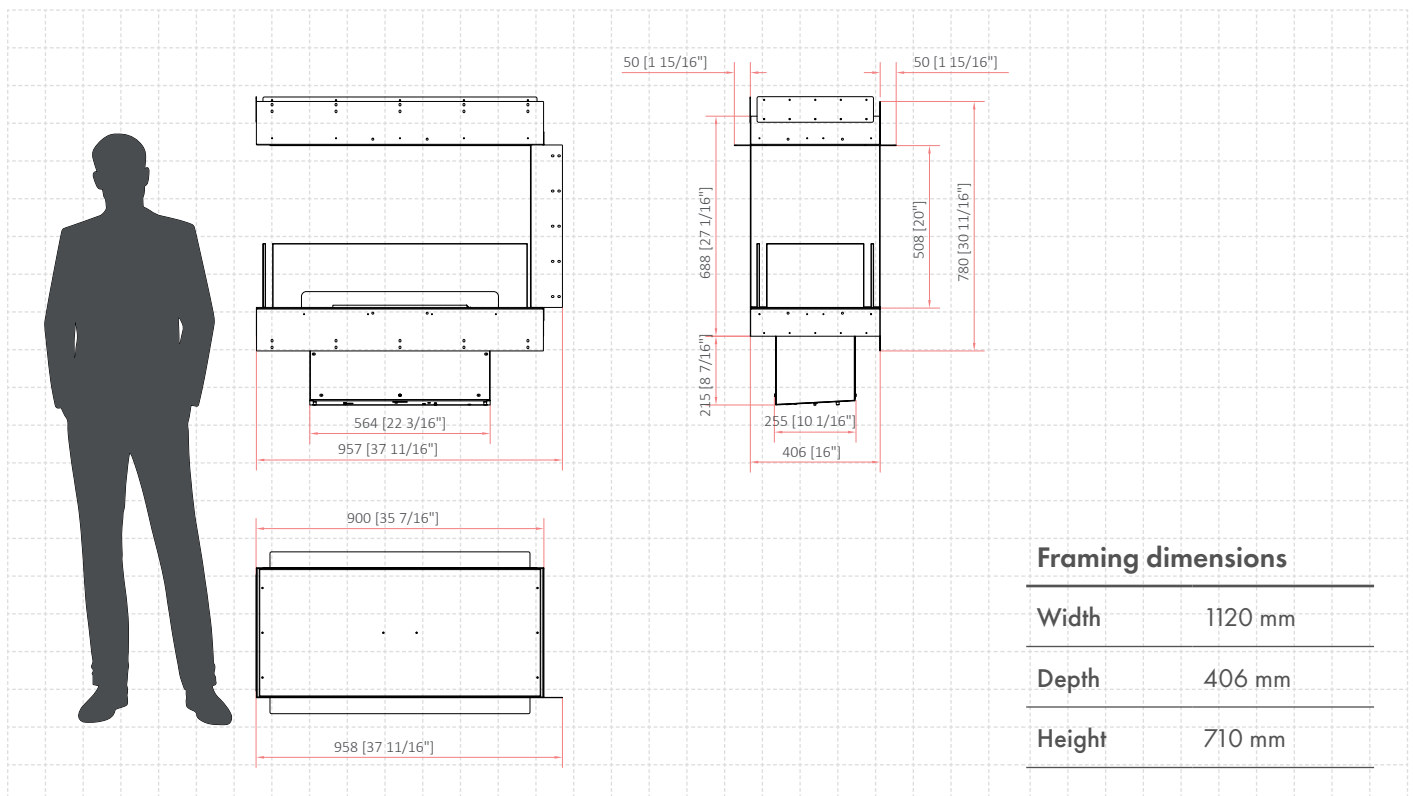 50 [1 15/16"]
50 [1 15/16"]
688 [27 1/16"]
508 [20"]
780 [30 11/16"]
215 [8 7/16"]
255 [10 1/16"]
406 [16"]
564 [22 3/16"]
957 [37 11/16"]
900 [35 7/16"]
958 [37 11/16"]
Framing dimensions
Width 1120 mm
Depth 406 mm
Height 710 mm